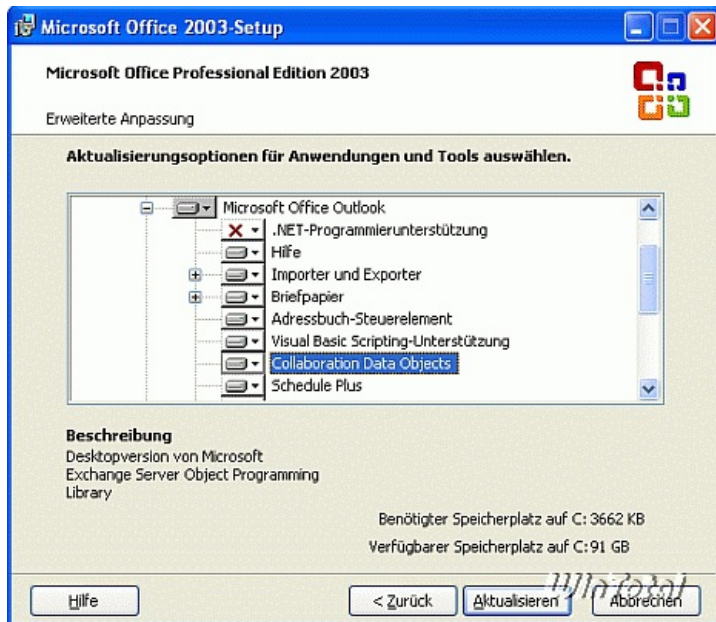 Microsoft Office 2003-Setup
Microsoft Office Professional Edition 2003
Erweiterte Anpassung
Aktualisierungsoptionen für Anwendungen und Tools auswählen.
Microsoft Office Outlook
.NET-Programmierunterstützung
Hilfe
Importer und Exporter
Briefpapier
Adressbuch-Steuerelement
Visual Basic Scripting-Unterstützung
Collaboration Data Objects
Schedule Plus
Beschreibung
Desktopversion von Microsoft
Exchange Server Object Programming
Library
Benötigter Speicherplatz auf C: 3662 KB
Verfügbarer Speicherplatz auf C: 91 GB
WinTotal
Hilfe
< Zurück
Aktualisieren
Abbrechen